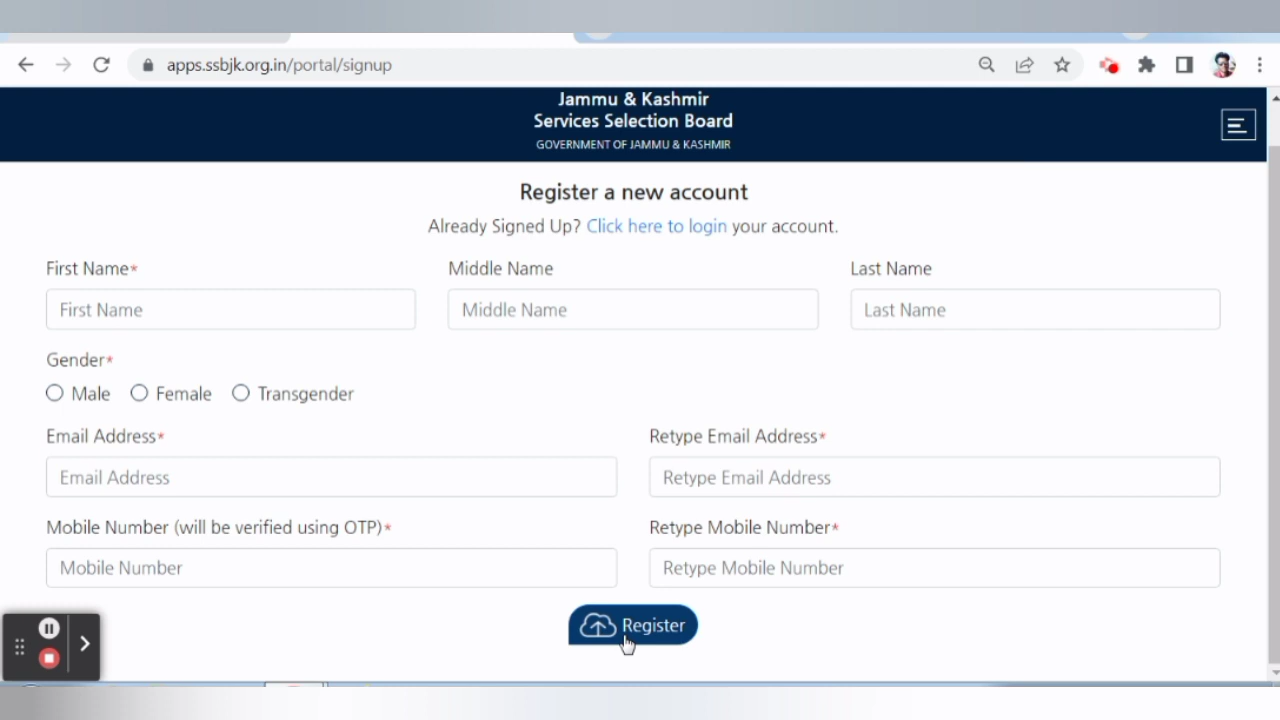 apps.ssbjk.org.in/portal/signup
Jammu & Kashmir
Services Selection Board
GOVERNMENT OF JAMMU & KASHMIR
Register a new account
Already Signed Up? Click here to login your account.
First Name* Middle Name Last Name
First Name Middle Name Last Name
Gender*
Male Female Transgender
Email Address* Retype Email Address*
Email Address Retype Email Address
Mobile Number (will be verified using OTP)* Retype Mobile Number*
Mobile Number Retype Mobile Number
Register